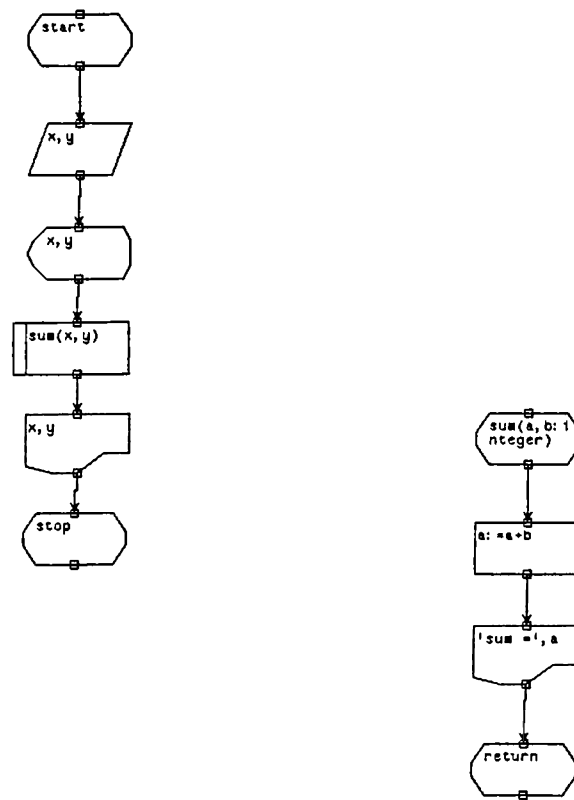 start
x, y
x, y
sum(x, y)
x, y
stop
sum(a, b: i
nteger)
a: =a+b
'sum =', a
return